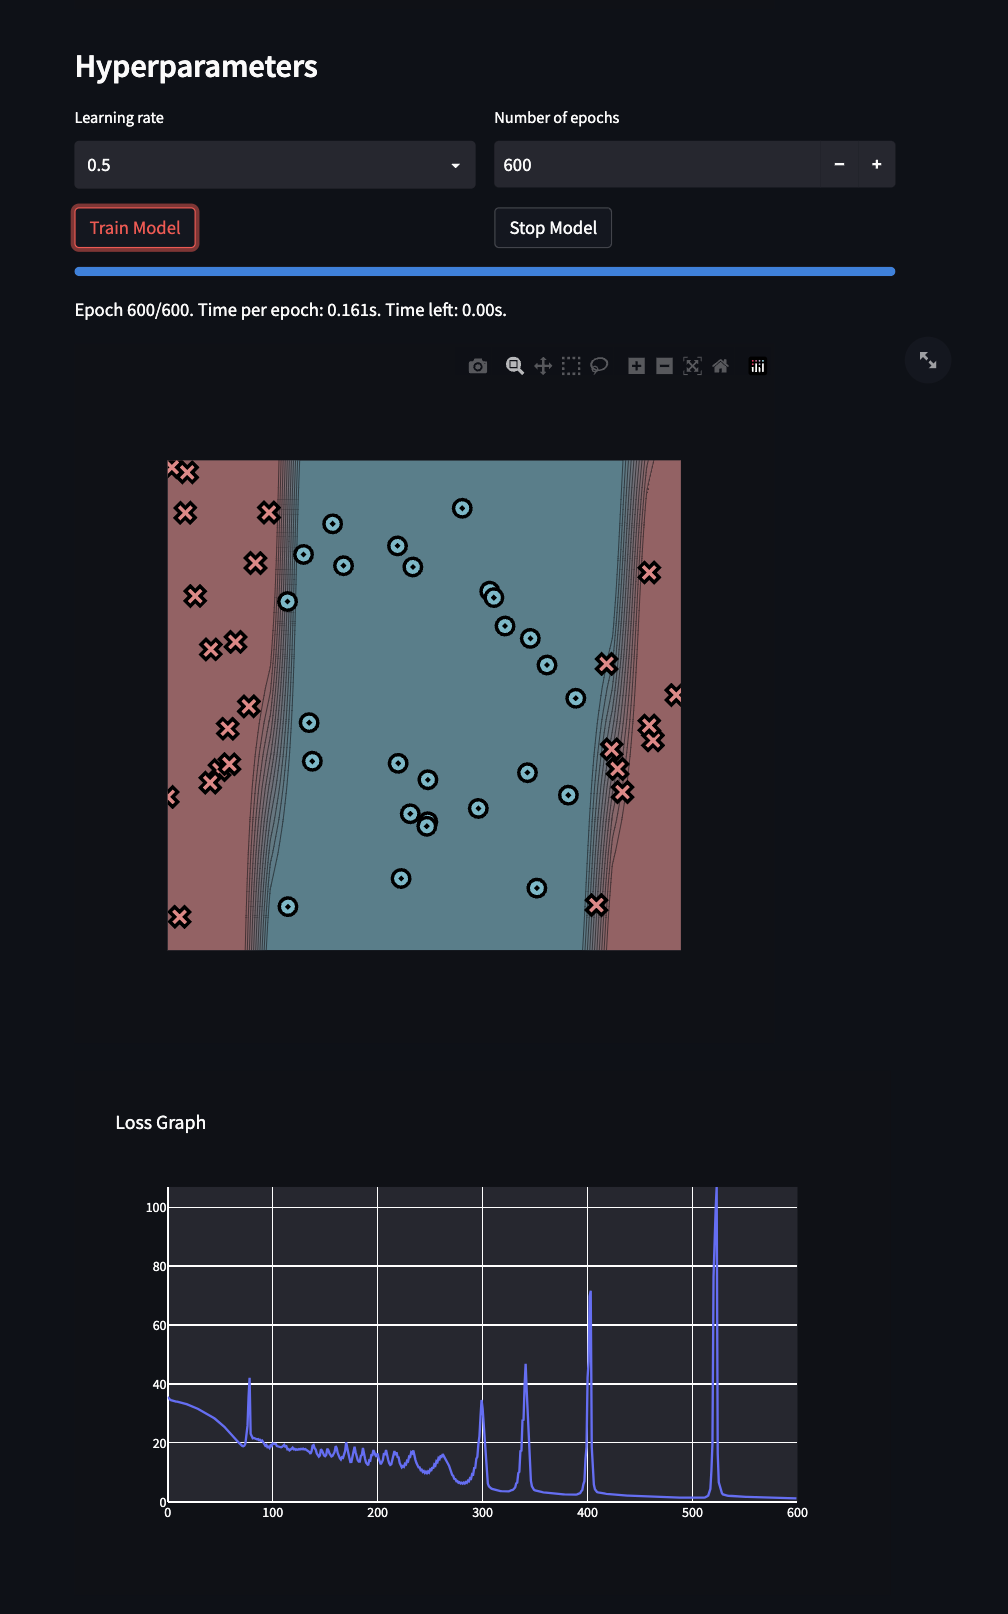 Hyperparameters
Learning rate
Number of epochs
0.5
600
Train Model
Stop Model
Epoch 600/600. Time per epoch: 0.161s. Time left: 0.00s.
Loss Graph
100
80
60
40
20
0
0 100 200 300 400 500 600